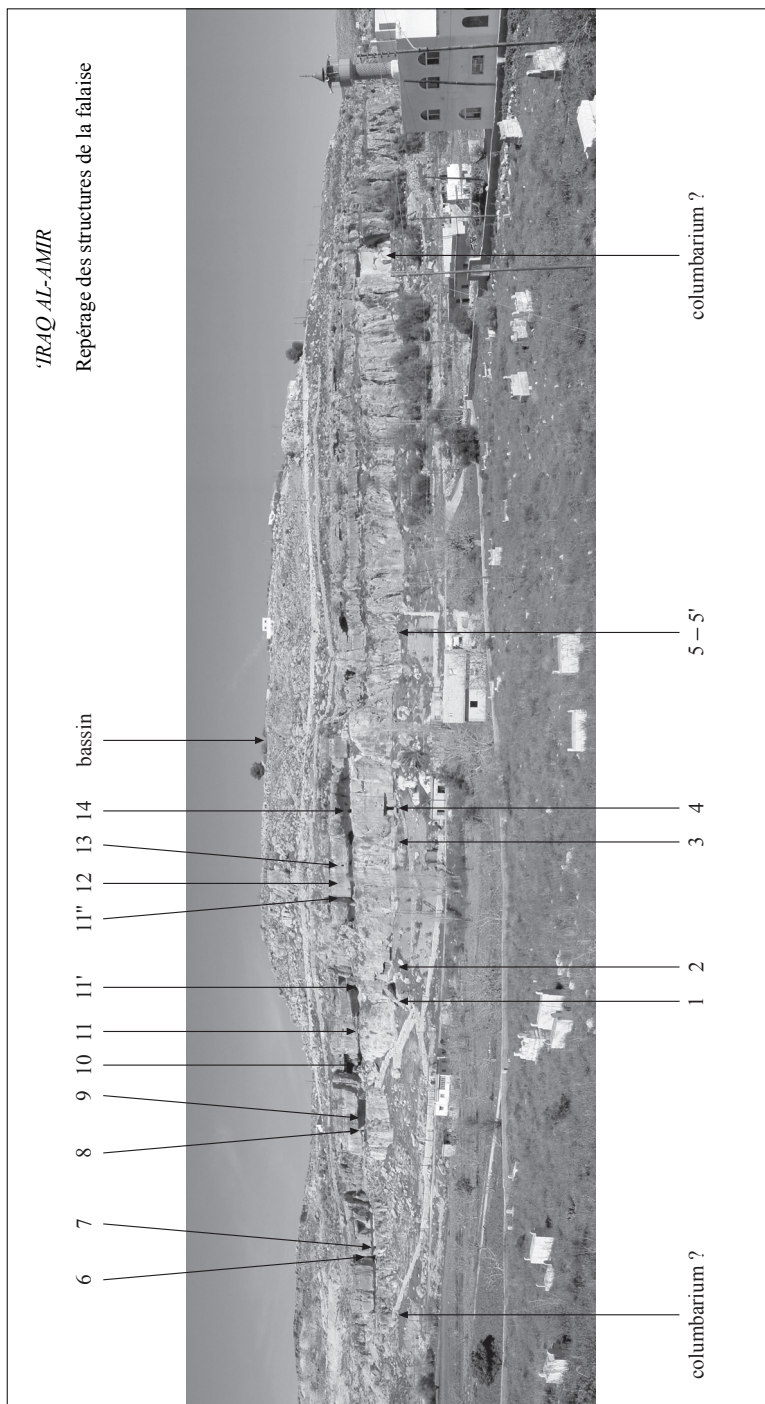 ‘IRAQ AL-AMIR
Repérage des structures de la falaise
6
7
8
9
10
11
11'
11"
12
13
14
bassin
columbarium ?
1
2
3
4
5 – 5'
columbarium ?